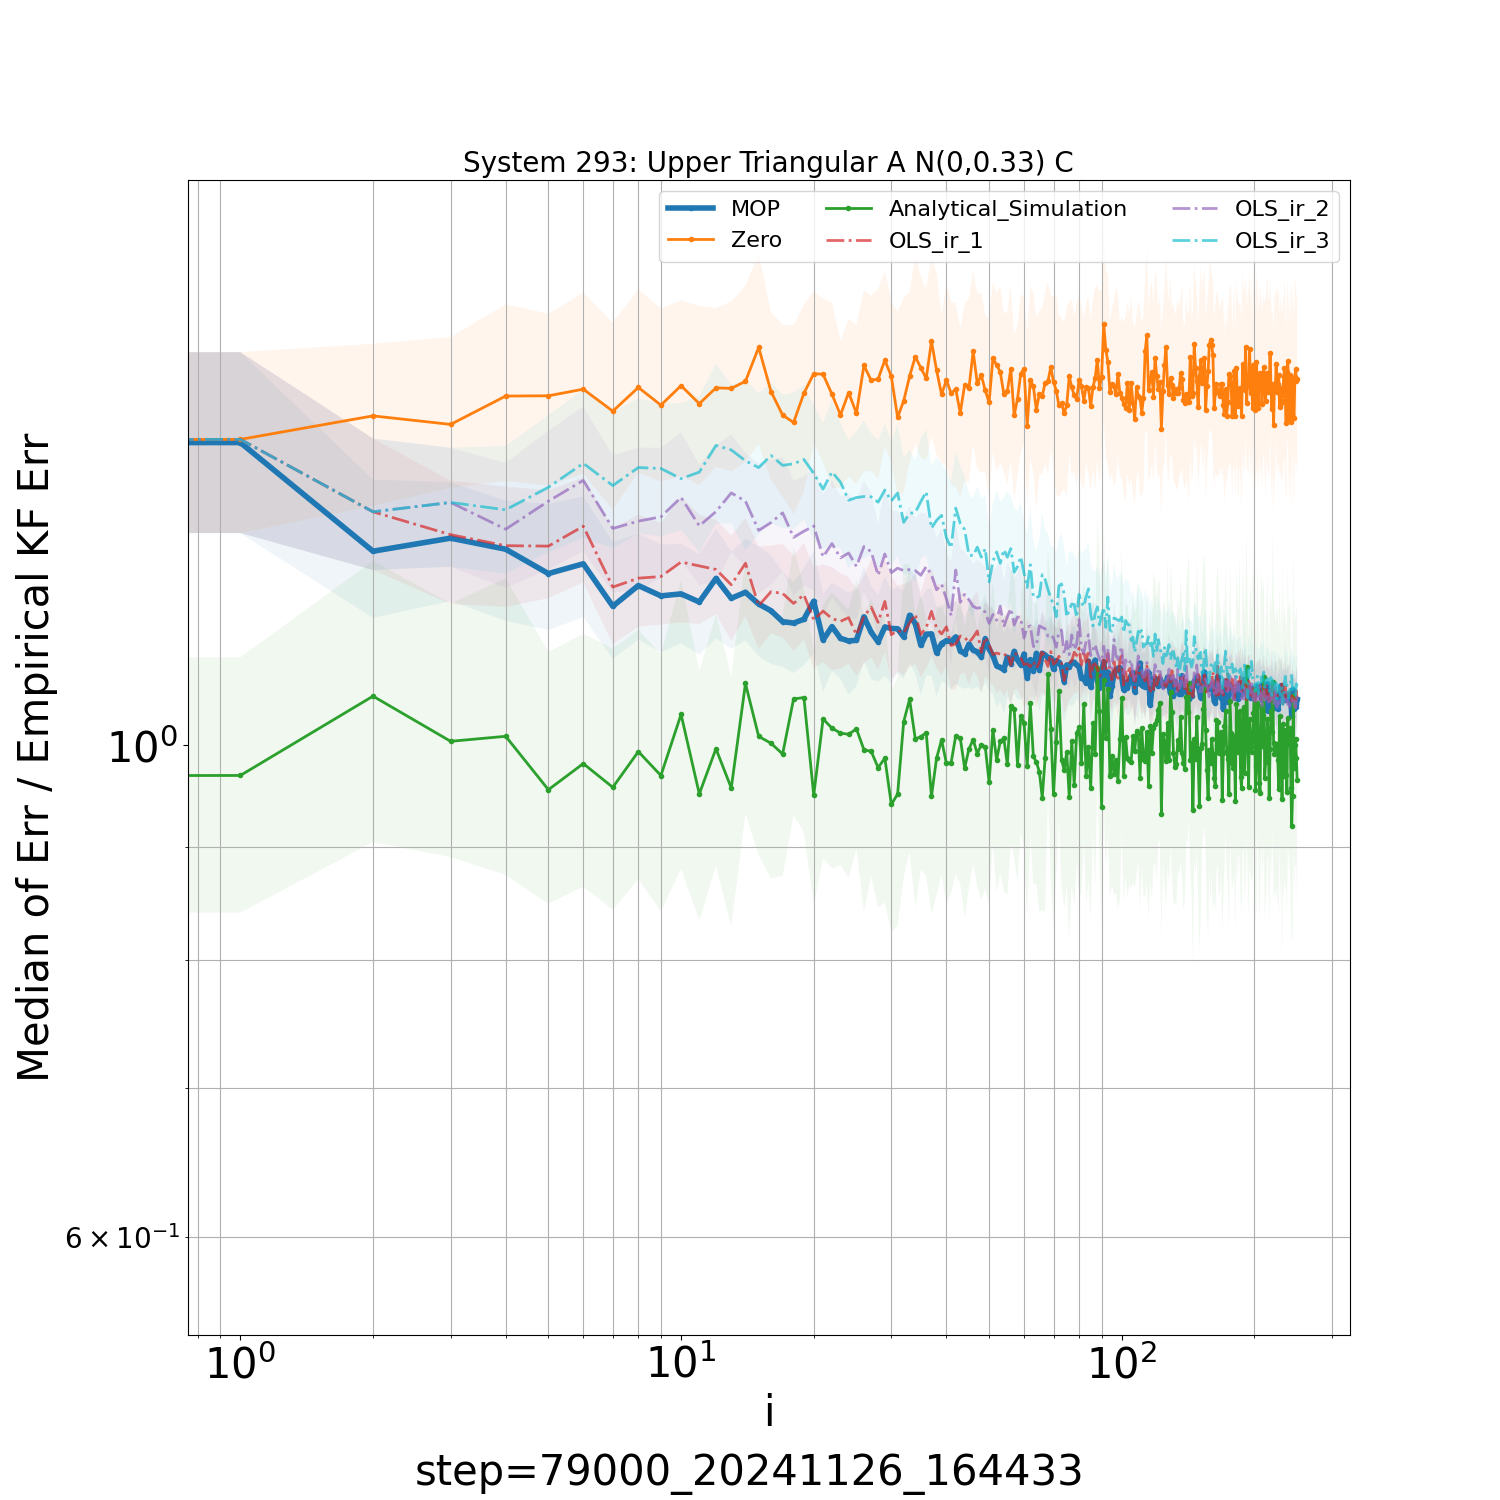 System 293: Upper Triangular A N(0,0.33) C
MOP
Zero
Analytical_Simulation
OLS_ir_1
OLS_ir_2
OLS_ir_3
Median of Err / Empirical KF Err
10⁰
6 × 10⁻¹
10⁰ 10¹ 10²
i
step=79000_20241126_164433